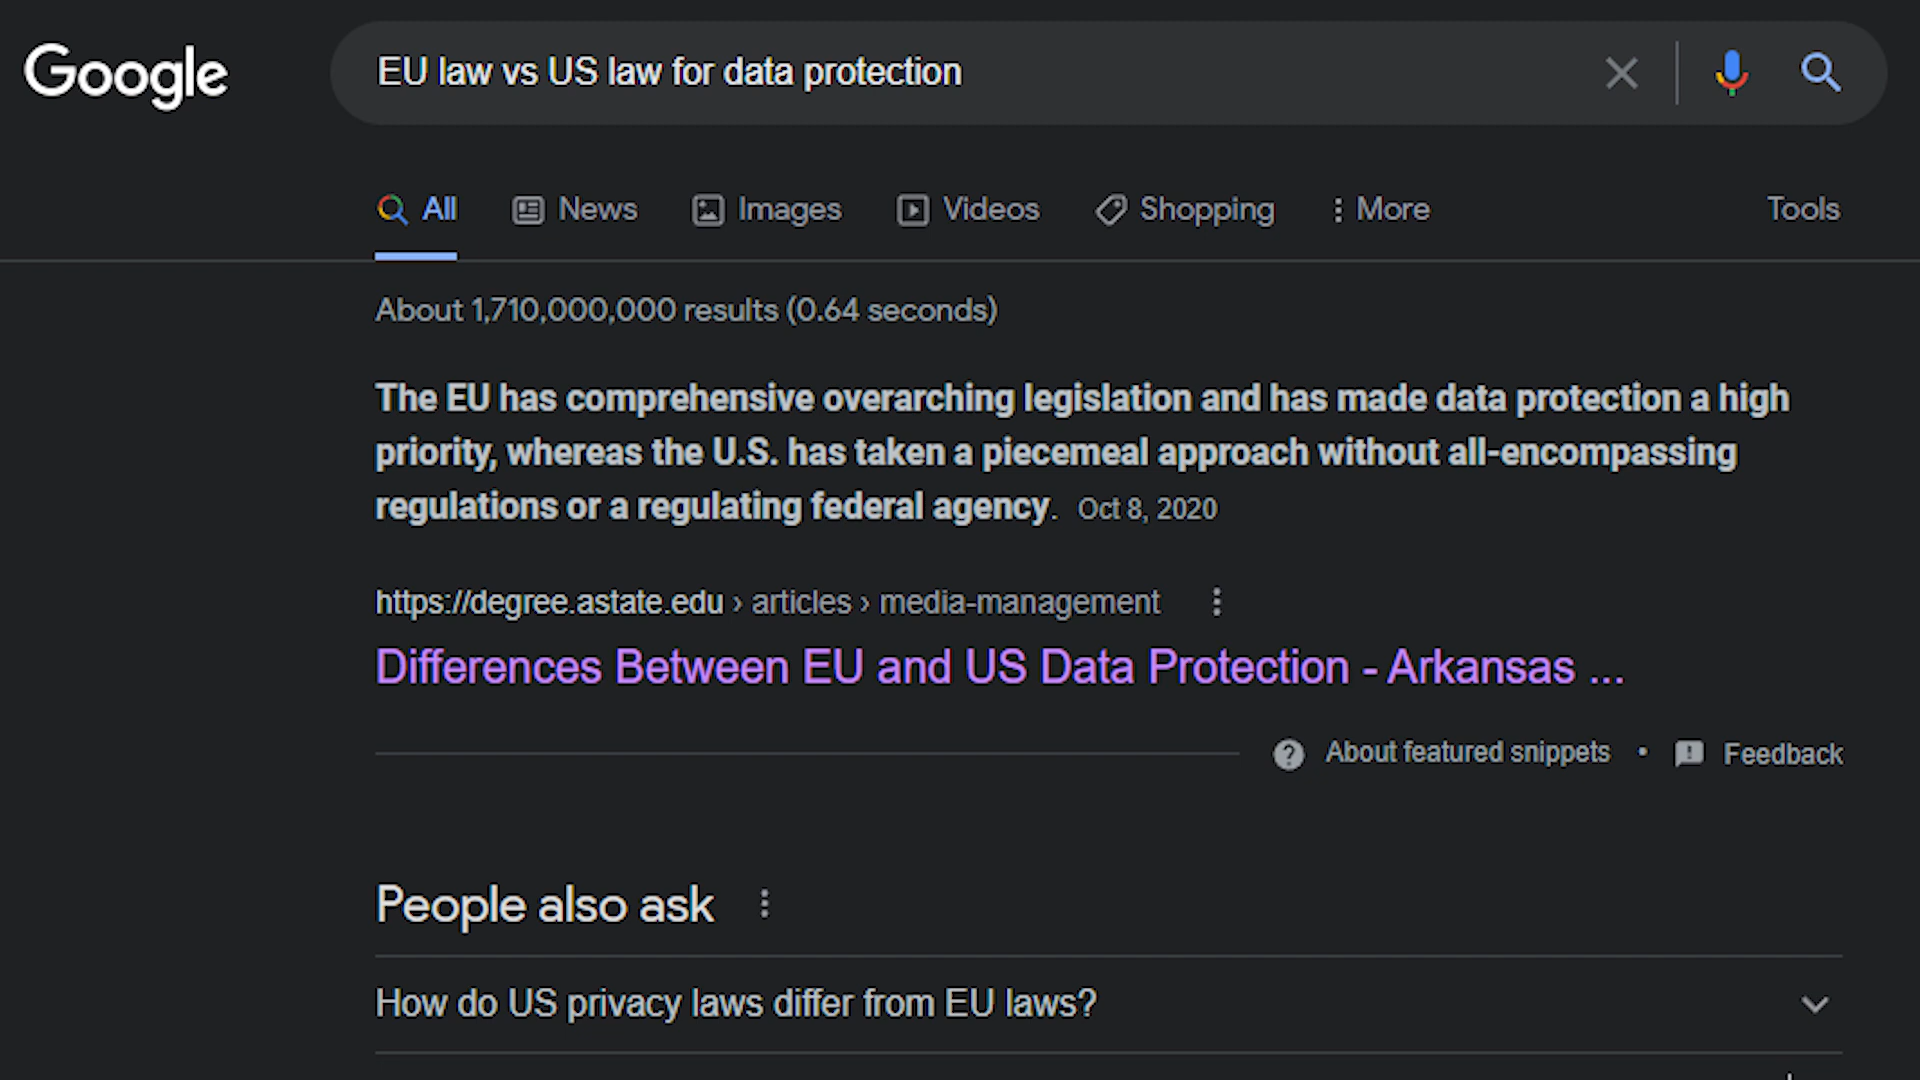 Google
EU law vs US law for data protection
All News Images Videos Shopping More Tools
About 1,710,000,000 results (0.64 seconds)
The EU has comprehensive overarching legislation and has made data protection a high
priority, whereas the U.S. has taken a piecemeal approach without all-encompassing
regulations or a regulating federal agency. Oct 8, 2020
https://degree.astate.edu › articles › media-management
Differences Between EU and US Data Protection - Arkansas ...
About featured snippets • Feedback
People also ask
How do US privacy laws differ from EU laws?